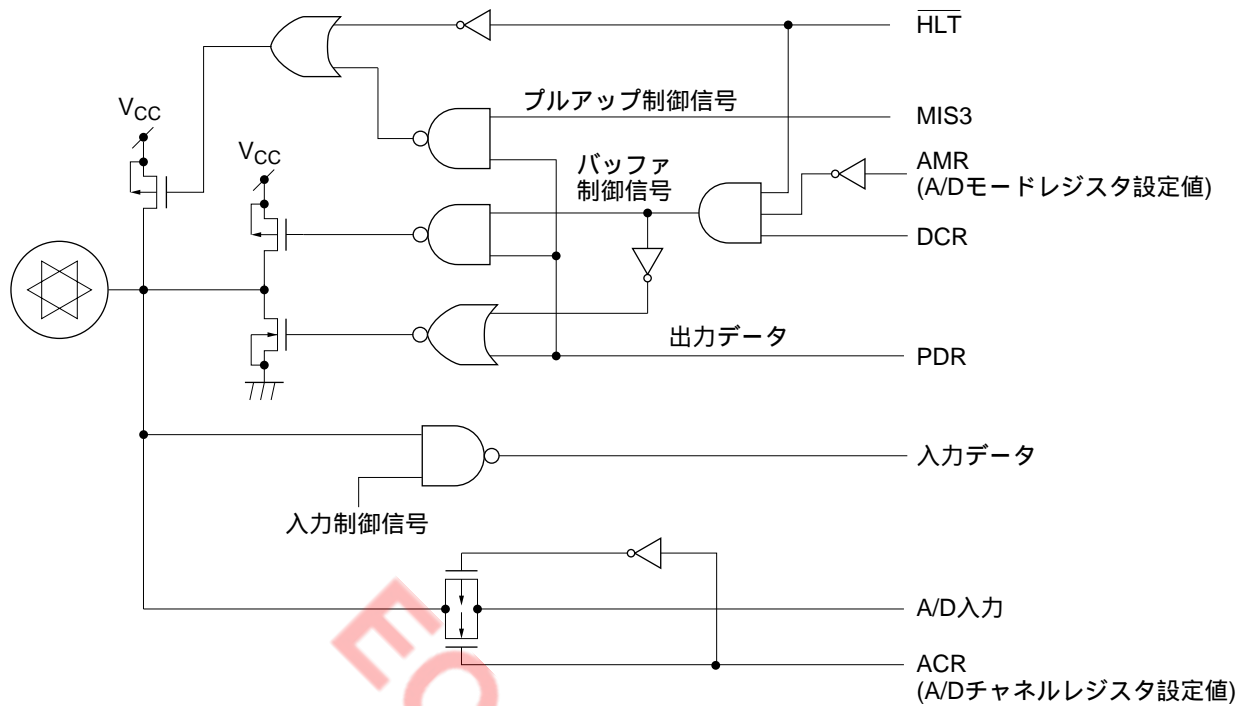 HLT
プルアップ制御信号
MIS3
VCC
VCC
バッファ
制御信号
AMR
(A/Dモードレジスタ設定値)
DCR
出力データ
PDR
入力データ
入力制御信号
A/D入力
ACR
(A/Dチャネルレジスタ設定値)
EO